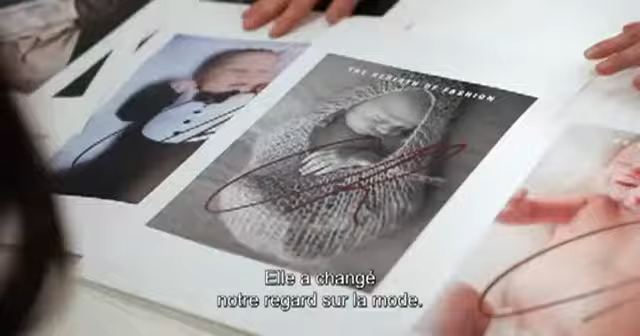 THE REBIRTH OF FASHION
Elle a changé
notre regard sur la mode.